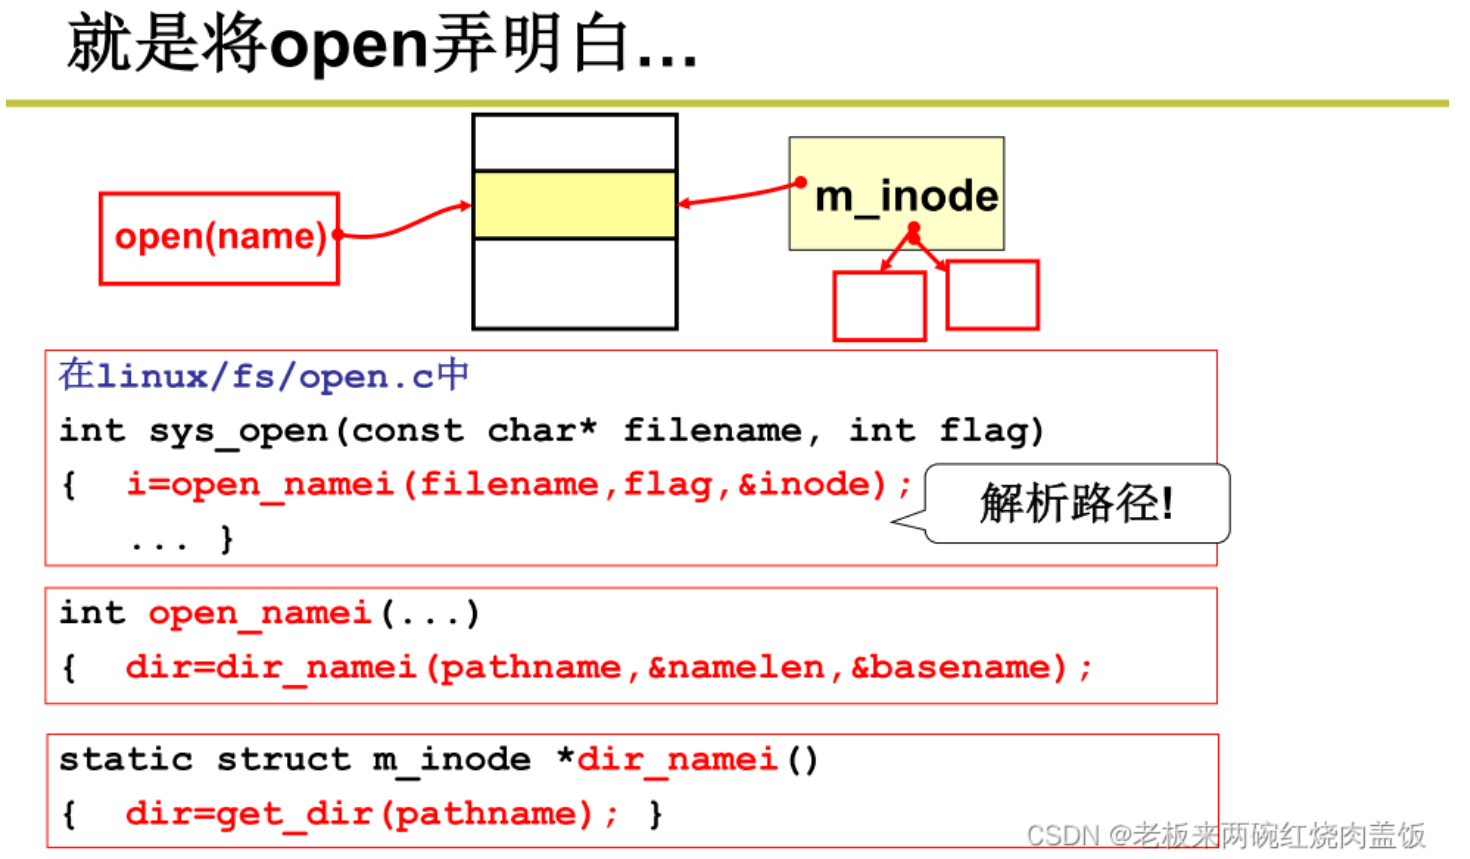 就是将open弄明白...
open(name)
m_inode
在linux/fs/open.c中
int sys_open(const char* filename, int flag)
{ i=open_namei(filename,flag,&inode);
解析路径!
... }
int open_namei(...)
{ dir=dir_namei(pathname,&namelen,&basename);
static struct m_inode *dir_namei()
{ dir=get_dir(pathname); }
CSDN @老板来两碗红烧肉盖饭